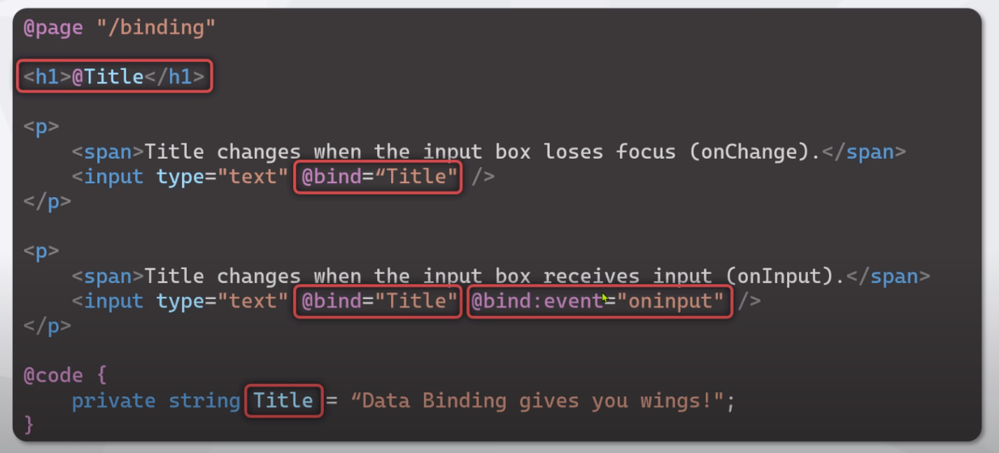 @page "/binding"
<h1>@Title</h1>
<p>
<span>Title changes when the input box loses focus (onChange).</span>
<input type="text" @bind=“Title" />
</p>
<p>
<span>Title changes when the input box receives input (onInput).</span>
<input type="text" @bind="Title" @bind:event="oninput" />
</p>
@code {
private string Title = “Data Binding gives you wings!";
}